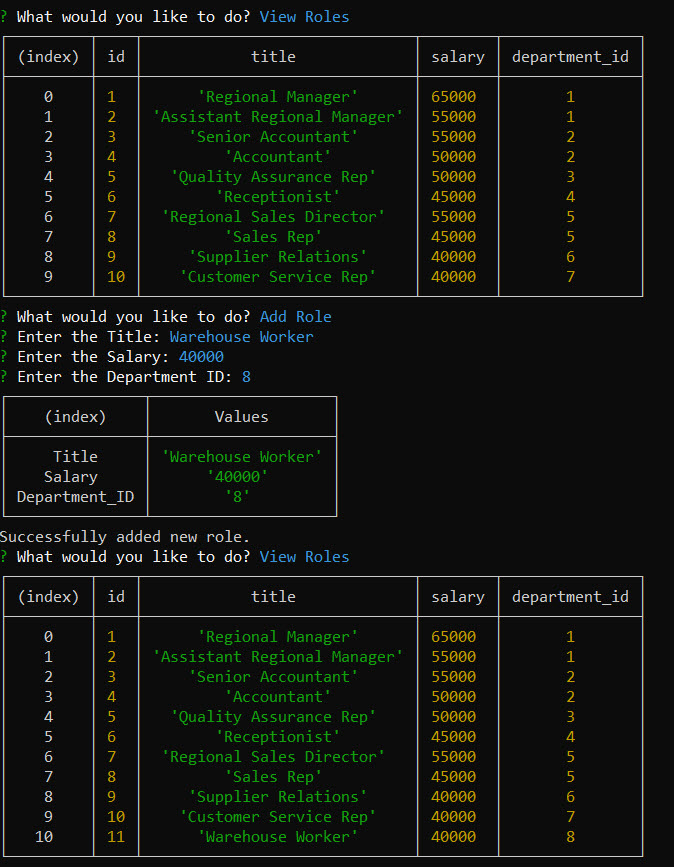 ? What would you like to do? View Roles
(index) id title salary department_id
0 1 'Regional Manager' 65000 1
1 2 'Assistant Regional Manager' 55000 1
2 3 'Senior Accountant' 55000 2
3 4 'Accountant' 50000 2
4 5 'Quality Assurance Rep' 50000 3
5 6 'Receptionist' 45000 4
6 7 'Regional Sales Director' 55000 5
7 8 'Sales Rep' 45000 5
8 9 'Supplier Relations' 40000 6
9 10 'Customer Service Rep' 40000 7
? What would you like to do? Add Role
? Enter the Title: Warehouse Worker
? Enter the Salary: 40000
? Enter the Department ID: 8
(index) Values
Title 'Warehouse Worker'
Salary '40000'
Department_ID '8'
Successfully added new role.
? What would you like to do? View Roles
(index) id title salary department_id
0 1 'Regional Manager' 65000 1
1 2 'Assistant Regional Manager' 55000 1
2 3 'Senior Accountant' 55000 2
3 4 'Accountant' 50000 2
4 5 'Quality Assurance Rep' 50000 3
5 6 'Receptionist' 45000 4
6 7 'Regional Sales Director' 55000 5
7 8 'Sales Rep' 45000 5
8 9 'Supplier Relations' 40000 6
9 10 'Customer Service Rep' 40000 7
10 11 'Warehouse Worker' 40000 8